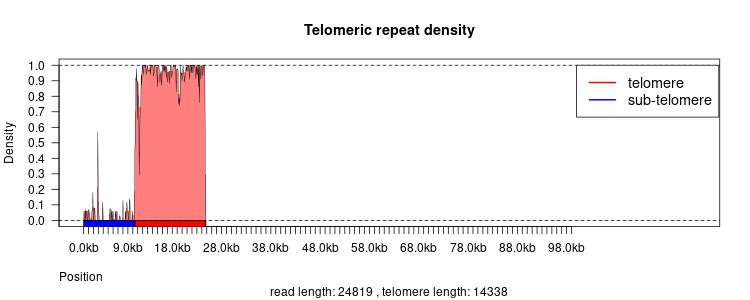 Telomeric repeat density
Density
1.0
0.9
0.8
0.7
0.6
0.5
0.4
0.3
0.2
0.1
0.0
telomere
sub-telomere
0.0kb 9.0kb 18.0kb 28.0kb 38.0kb 48.0kb 58.0kb 68.0kb 78.0kb 88.0kb 98.0kb
Position
read length: 24819 , telomere length: 14338